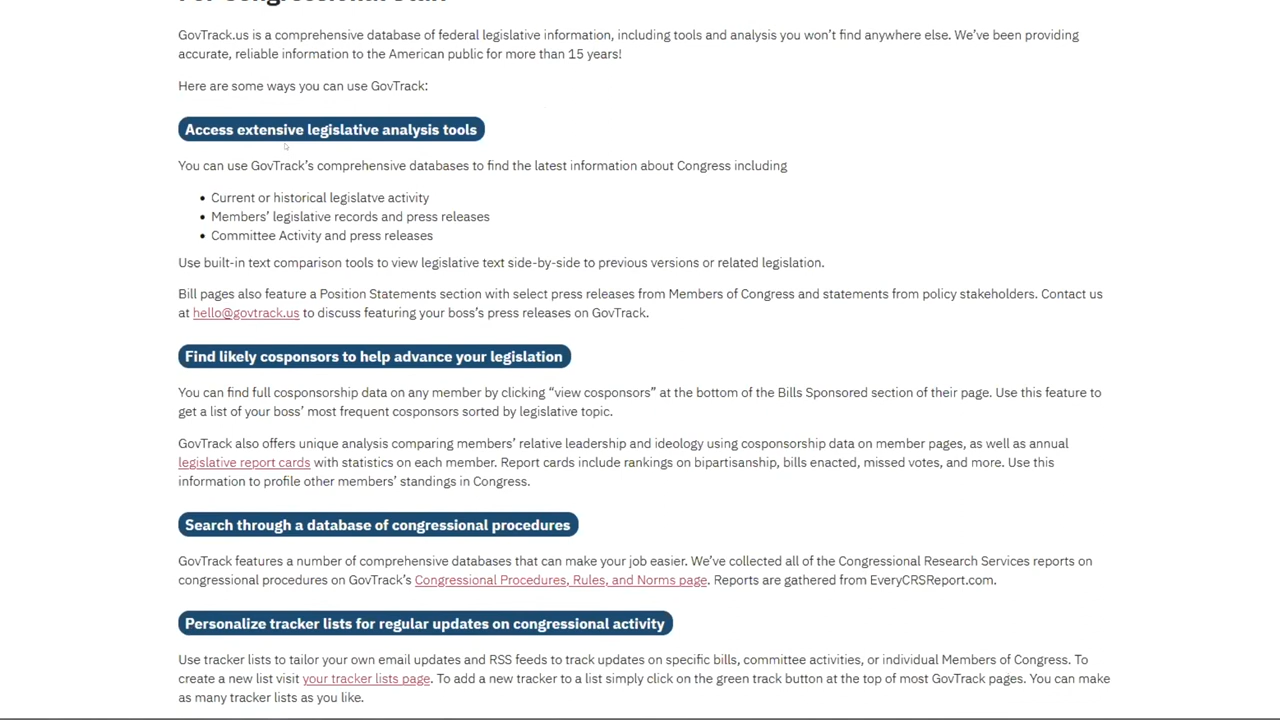 For Congressional Staff
GovTrack.us is a comprehensive database of federal legislative information, including tools and analysis you won’t find anywhere else. We’ve been providing
accurate, reliable information to the American public for more than 15 years!
Here are some ways you can use GovTrack:
Access extensive legislative analysis tools
You can use GovTrack’s comprehensive databases to find the latest information about Congress including
• Current or historical legislatve activity
• Members’ legislative records and press releases
• Committee Activity and press releases
Use built-in text comparison tools to view legislative text side-by-side to previous versions or related legislation.
Bill pages also feature a Position Statements section with select press releases from Members of Congress and statements from policy stakeholders. Contact us
at hello@govtrack.us to discuss featuring your boss’s press releases on GovTrack.
Find likely cosponsors to help advance your legislation
You can find full cosponsorship data on any member by clicking “view cosponsors” at the bottom of the Bills Sponsored section of their page. Use this feature to
get a list of your boss’ most frequent cosponsors sorted by legislative topic.
GovTrack also offers unique analysis comparing members’ relative leadership and ideology using cosponsorship data on member pages, as well as annual
legislative report cards with statistics on each member. Report cards include rankings on bipartisanship, bills enacted, missed votes, and more. Use this
information to profile other members’ standings in Congress.
Search through a database of congressional procedures
GovTrack features a number of comprehensive databases that can make your job easier. We’ve collected all of the Congressional Research Services reports on
congressional procedures on GovTrack’s Congressional Procedures, Rules, and Norms page. Reports are gathered from EveryCRSReport.com.
Personalize tracker lists for regular updates on congressional activity
Use tracker lists to tailor your own email updates and RSS feeds to track updates on specific bills, committee activities, or individual Members of Congress. To
create a new list visit your tracker lists page. To add a new tracker to a list simply click on the green track button at the top of most GovTrack pages. You can make
as many tracker lists as you like.